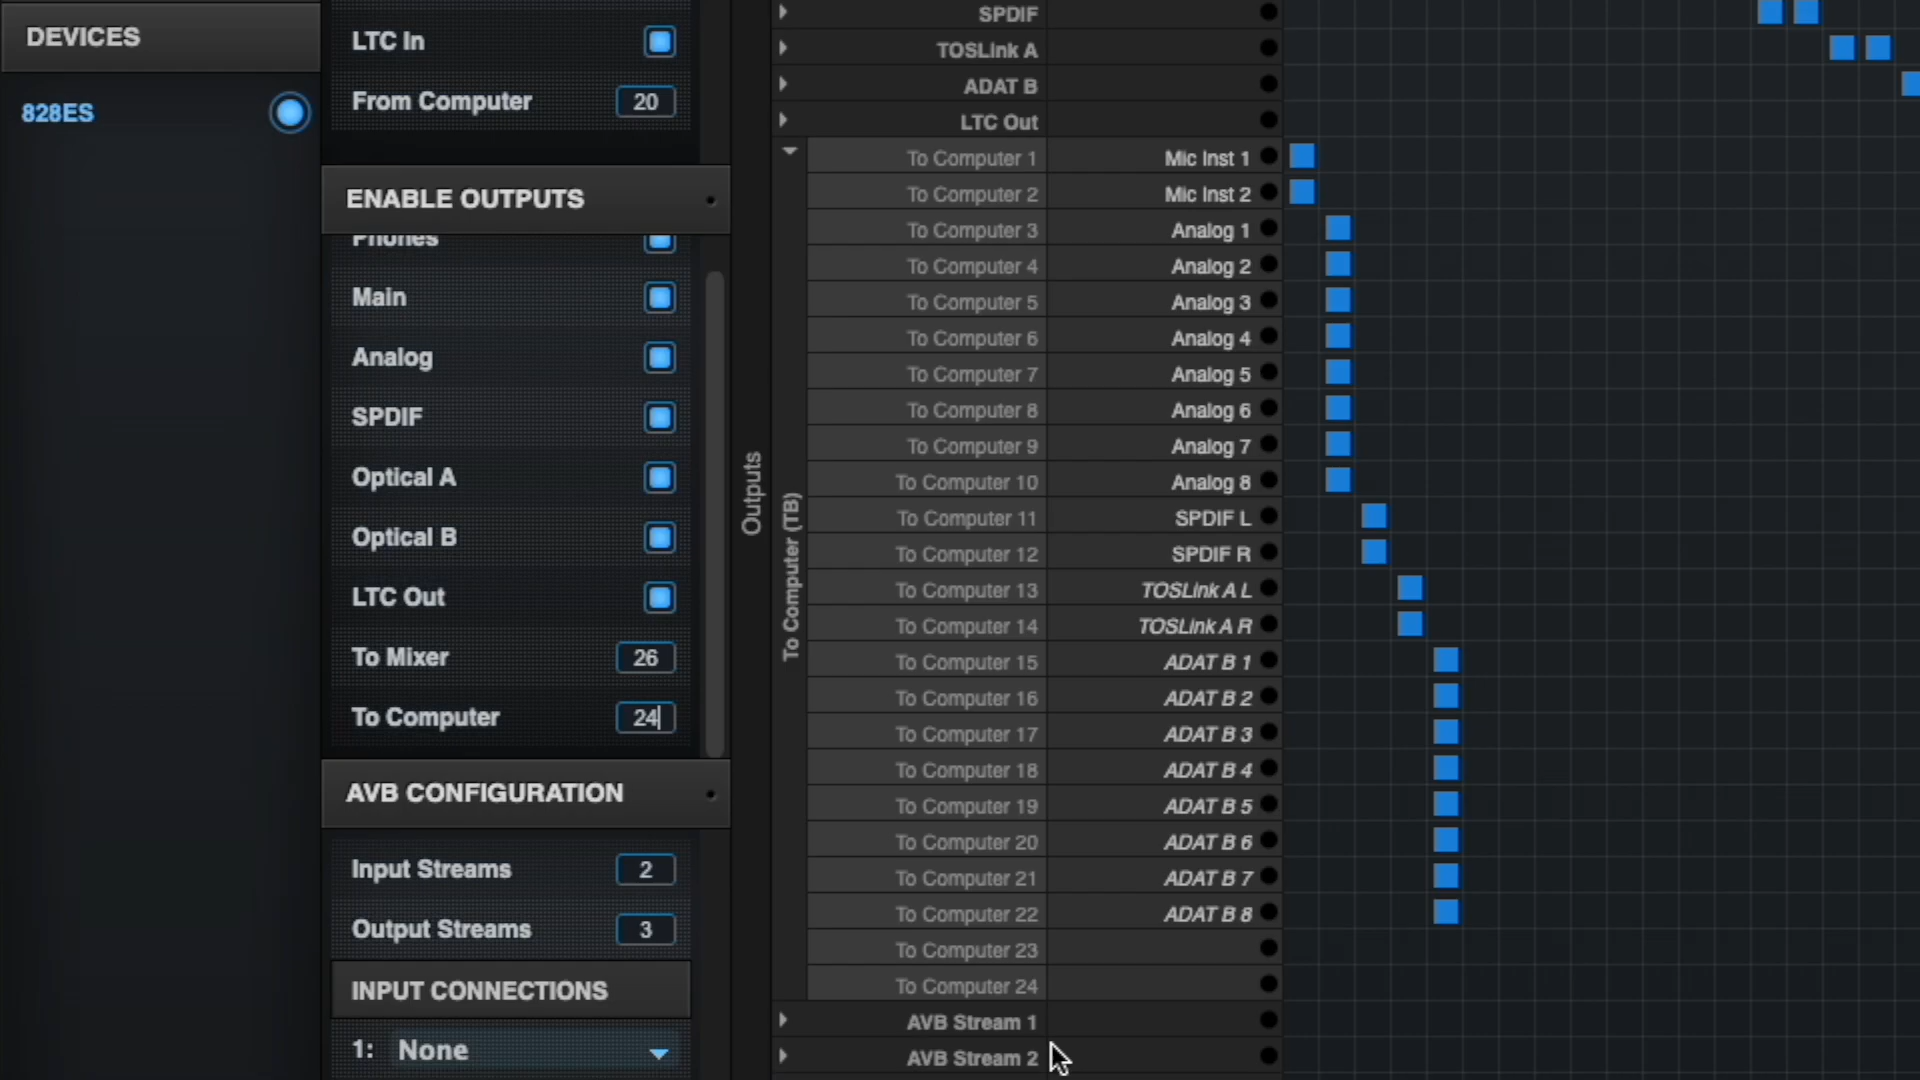 DEVICES
828ES
LTC In
From Computer 20
ENABLE OUTPUTS
Phones
Main
Analog
SPDIF
Optical A
Optical B
LTC Out
To Mixer 26
To Computer 24
AVB CONFIGURATION
Input Streams 2
Output Streams 3
INPUT CONNECTIONS
1: None
Outputs
To Computer (TB)
SPDIF
TOSLink A
ADAT B
LTC Out
To Computer 1 Mic Inst 1
To Computer 2 Mic Inst 2
To Computer 3 Analog 1
To Computer 4 Analog 2
To Computer 5 Analog 3
To Computer 6 Analog 4
To Computer 7 Analog 5
To Computer 8 Analog 6
To Computer 9 Analog 7
To Computer 10 Analog 8
To Computer 11 SPDIF L
To Computer 12 SPDIF R
To Computer 13 TOSLink A L
To Computer 14 TOSLink A R
To Computer 15 ADAT B 1
To Computer 16 ADAT B 2
To Computer 17 ADAT B 3
To Computer 18 ADAT B 4
To Computer 19 ADAT B 5
To Computer 20 ADAT B 6
To Computer 21 ADAT B 7
To Computer 22 ADAT B 8
To Computer 23
To Computer 24
AVB Stream 1
AVB Stream 2